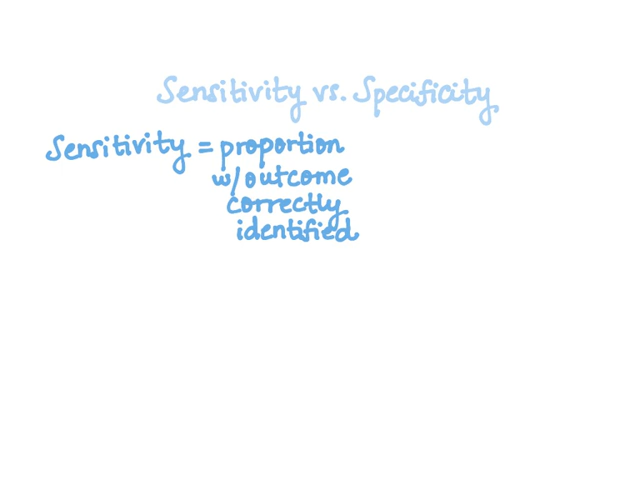 Sensitivity vs. Specificity
Sensitivity = proportion
w/outcome
correctly
identified